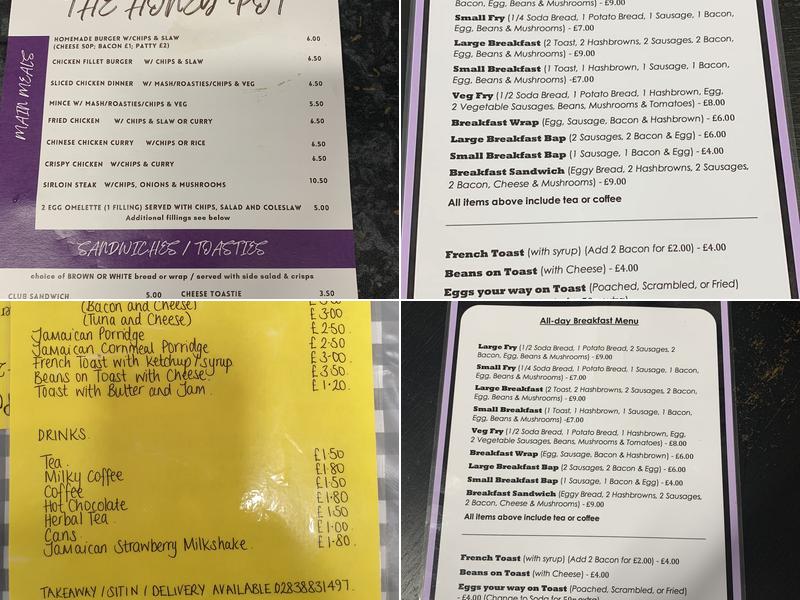 THE HONEY POT
MAIN MEALS
HOMEMADE BURGER W/CHIPS & SLAW 6.00
(CHEESE 50P; BACON £1; PATTY £2)
CHICKEN FILLET BURGER W/ CHIPS & SLAW 6.50
SLICED CHICKEN DINNER W/ MASH/ROASTIES/CHIPS & VEG 6.50
MINCE W/ MASH/ROASTIES/CHIPS & VEG 5.50
FRIED CHICKEN W/ CHIPS & SLAW OR CURRY 6.50
CHINESE CHICKEN CURRY W/CHIPS OR RICE 6.50
CRISPY CHICKEN W/CHIPS & CURRY 6.50
SIRLOIN STEAK W/CHIPS, ONIONS & MUSHROOMS 10.50
2 EGG OMELETTE (1 FILLING) SERVED WITH CHIPS, SALAD AND COLESLAW 5.00
Additional fillings see below
SANDWICHES / TOASTIES
choice of BROWN OR WHITE bread or wrap / served with side salad & crisps
CLUB SANDWICH 5.00 CHEESE TOASTIE 3.50
Bacon, Egg, Beans & Mushrooms) - £9.00
Small Fry (1/4 Soda Bread, 1 Potato Bread, 1 Sausage, 1 Bacon,
Egg, Beans & Mushrooms) - £7.00
Large Breakfast (2 Toast, 2 Hashbrowns, 2 Sausages, 2 Bacon,
Egg, Beans & Mushrooms) - £9.00
Small Breakfast (1 Toast, 1 Hashbrown, 1 Sausage, 1 Bacon,
Egg, Beans & Mushrooms) -£7.00
Veg Fry (1/2 Soda Bread, 1 Potato Bread, 1 Hashbrown, Egg,
2 Vegetable Sausages, Beans, Mushrooms & Tomatoes) - £8.00
Breakfast Wrap (Egg, Sausage, Bacon & Hashbrown) - £6.00
Large Breakfast Bap (2 Sausages, 2 Bacon & Egg) - £6.00
Small Breakfast Bap (1 Sausage, 1 Bacon & Egg) - £4.00
Breakfast Sandwich (Eggy Bread, 2 Hashbrowns, 2 Sausages,
2 Bacon, Cheese & Mushrooms) - £9.00
All items above include tea or coffee
French Toast (with syrup) (Add 2 Bacon for £2.00) - £4.00
Beans on Toast (with Cheese) - £4.00
Eggs your way on Toast (Poached, Scrambled, or Fried)
(Bacon and Cheese)
(Tuna and Cheese) £3.00
Jamaican Porridge £2.50
Jamaican Cornmeal Porridge £2.50
French Toast with Ketchup / syrup £3.00
Beans on Toast with Cheese £3.50
Toast with Butter and Jam. £1.20
DRINKS.
Tea. £1.50
Milky Coffee £1.80
Coffee £1.50
Hot Chocolate £1.80
Herbal Tea £1.50
Cans. £1.00
Jamaican Strawberry Milkshake. £1.80
TAKEAWAY / SIT IN / DELIVERY AVAILABLE 02838831497.
All-day Breakfast Menu
Large Fry (1/2 Soda Bread, 1 Potato Bread, 2 Sausages, 2
Bacon, Egg, Beans & Mushrooms) - £9.00
Small Fry (1/4 Soda Bread, 1 Potato Bread, 1 Sausage, 1 Bacon,
Egg, Beans & Mushrooms) - £7.00
Large Breakfast (2 Toast, 2 Hashbrowns, 2 Sausages, 2 Bacon,
Egg, Beans & Mushrooms) - £9.00
Small Breakfast (1 Toast, 1 Hashbrown, 1 Sausage, 1 Bacon,
Egg, Beans & Mushrooms) -£7.00
Veg Fry (1/2 Soda Bread, 1 Potato Bread, 1 Hashbrown, Egg,
2 Vegetable Sausages, Beans, Mushrooms & Tomatoes) - £8.00
Breakfast Wrap (Egg, Sausage, Bacon & Hashbrown) - £6.00
Large Breakfast Bap (2 Sausages, 2 Bacon & Egg) - £6.00
Small Breakfast Bap (1 Sausage, 1 Bacon & Egg) - £4.00
Breakfast Sandwich (Eggy Bread, 2 Hashbrowns, 2 Sausages,
2 Bacon, Cheese & Mushrooms) - £9.00
All items above include tea or coffee
French Toast (with syrup) (Add 2 Bacon for £2.00) - £4.00
Beans on Toast (with Cheese) - £4.00
Eggs your way on Toast (Poached, Scrambled, or Fried)
- £4.00 (Change to Soda for 50p extra)